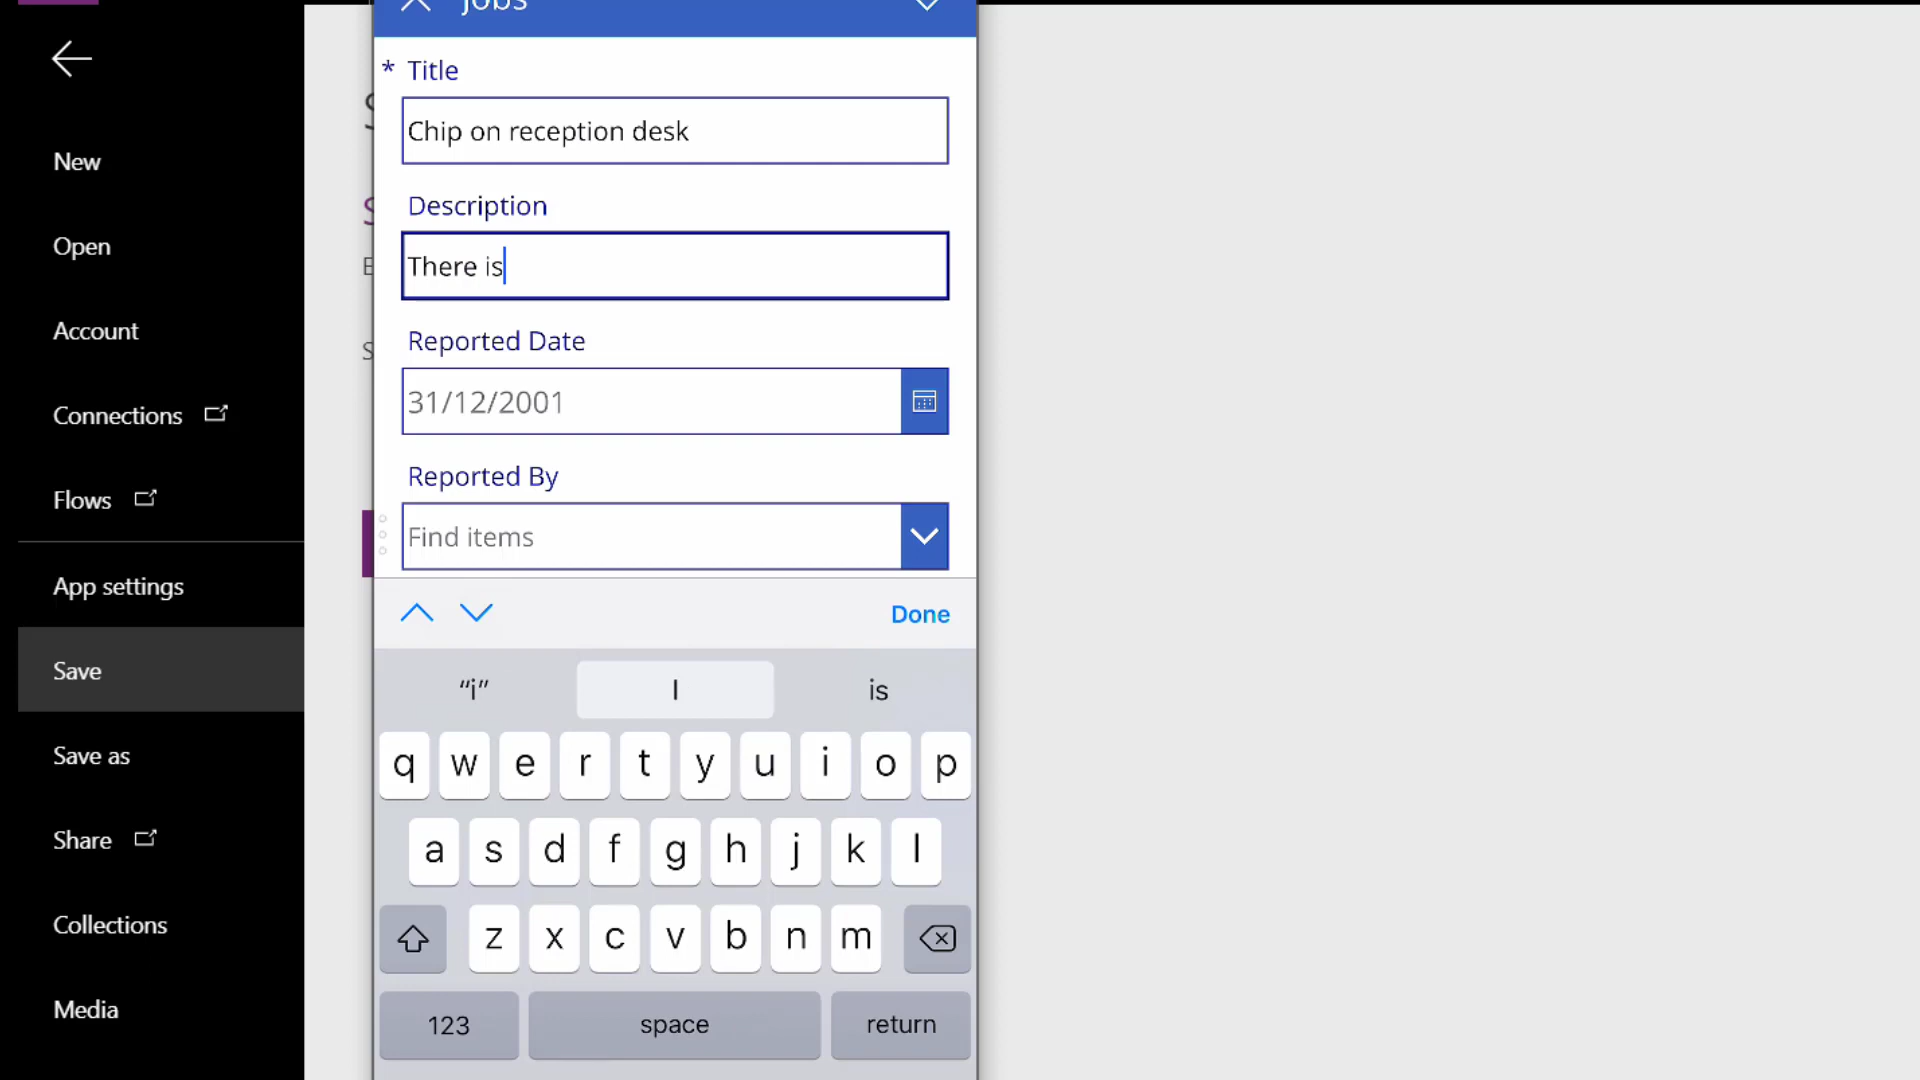 New
Open
Account
Connections
Flows
App settings
Save
Save as
Share
Collections
Media
Jobs
* Title
Chip on reception desk
Description
There is
Reported Date
31/12/2001
Reported By
Find items
Done
“i”
I
is
q w e r t y u i o p
a s d f g h j k l
z x c v b n m
123
space
return